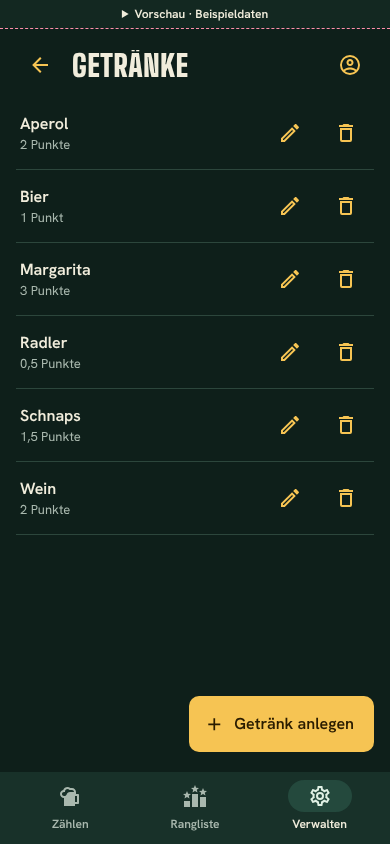 ▶ Vorschau · Beispieldaten
GETRÄNKE
Aperol
2 Punkte
Bier
1 Punkt
Margarita
3 Punkte
Radler
0,5 Punkte
Schnaps
1,5 Punkte
Wein
2 Punkte
+ Getränk anlegen
Zählen
Rangliste
Verwalten